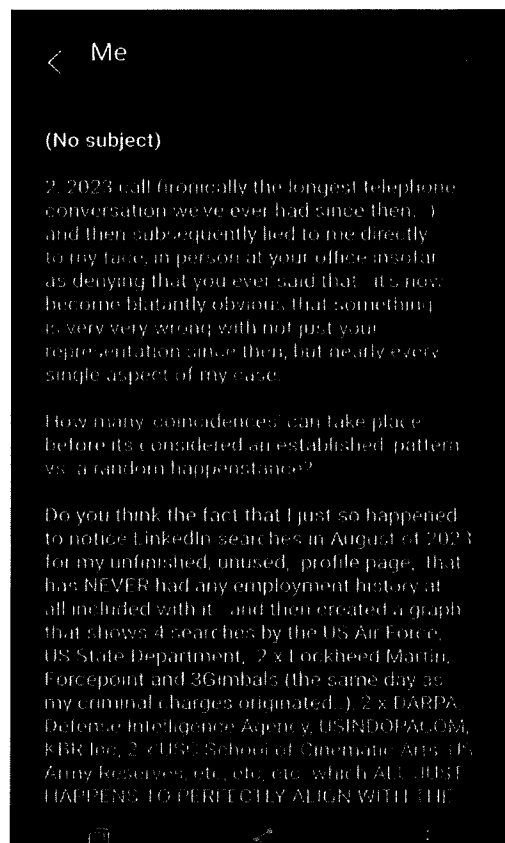 Me
(No subject)
2, 2023 call (ironically the longest telephone
conversation we've ever had since then...)
and then subsequently lied to me directly
to my face, in person at your office insofar
as denying that you ever said that - it's now
become blatantly obvious that something
is very very wrong with not just your
representation since then, but nearly every
single aspect of my case.
How many 'coincidences' can take place
before its considered an established 'pattern'
vs. a random happenstance?
Do you think the fact that I just so happened
to notice LinkedIn searches in August of 2023
for my unfinished, unused, profile page, that
has NEVER had any employment history at
all included with it - and then created a graph
that shows 4 searches by the US Air Force,
US State Department, 2 x Lockheed Martin,
Forcepoint and 3Gimbals (the same day as
my criminal charges originated...), 2 x DARPA,
Defense Intelligence Agency, USINDOPACOM,
KBR Inc, 2 x USC School of Cinematic Arts, US
Army Reserves, etc, etc, etc, which ALL JUST
HAPPENS TO PERFECTLY ALIGN WITH THE